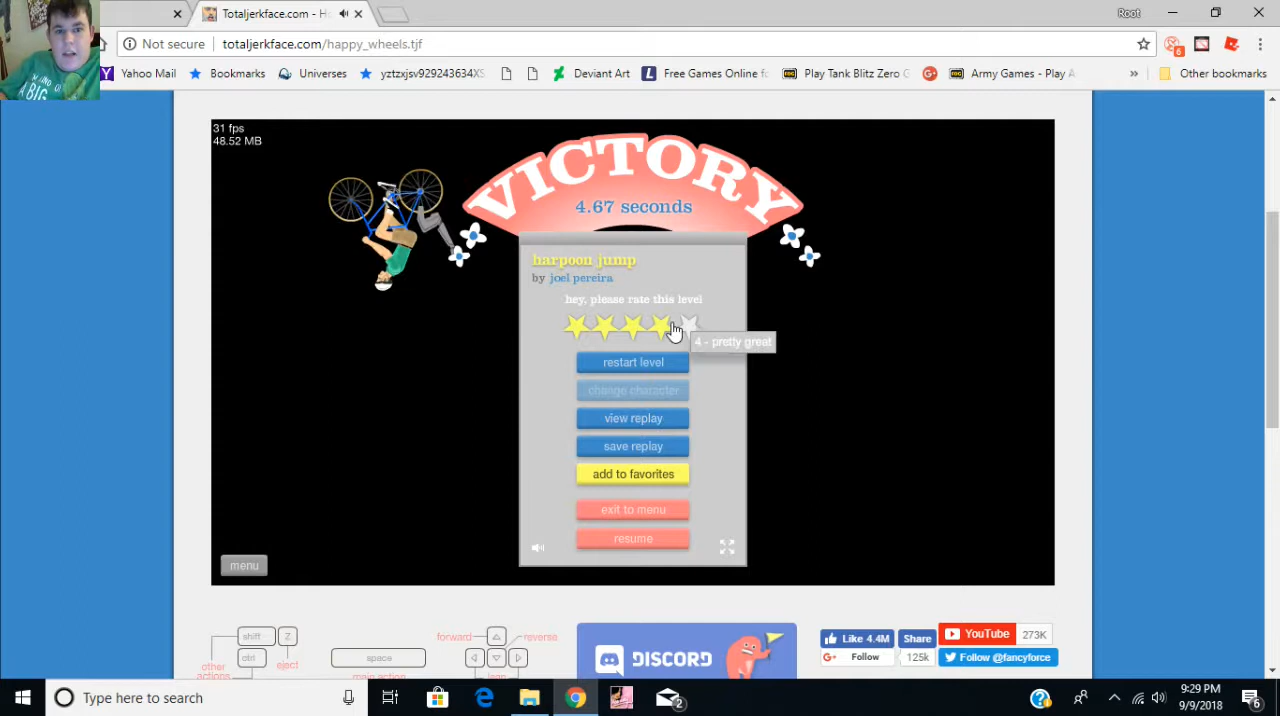 Totaljerkface.com - H
Root
Not secure
totaljerkface.com/happy_wheels.tjf
6
Yahoo Mail
Bookmarks
Universes
yztzxjsv929243634XS
Deviant Art
Free Games Online fo
Play Tank Blitz Zero G
Army Games - Play A
Other bookmarks
A BIG
31 fps
48.52 MB
VICTORY
4.67 seconds
harpoon jump
by joel pereira
hey, please rate this level
4 - pretty great
restart level
change character
view replay
save replay
add to favorites
exit to menu
resume
menu
shift
Z
ctrl
other
actions
eject
space
main action
forward
reverse
lean
DISCORD
Like 4.4M
Share
YouTube
273K
G+ Follow
125k
Follow @fancyforce
Type here to search
2
9:29 PM
9/9/2018
6